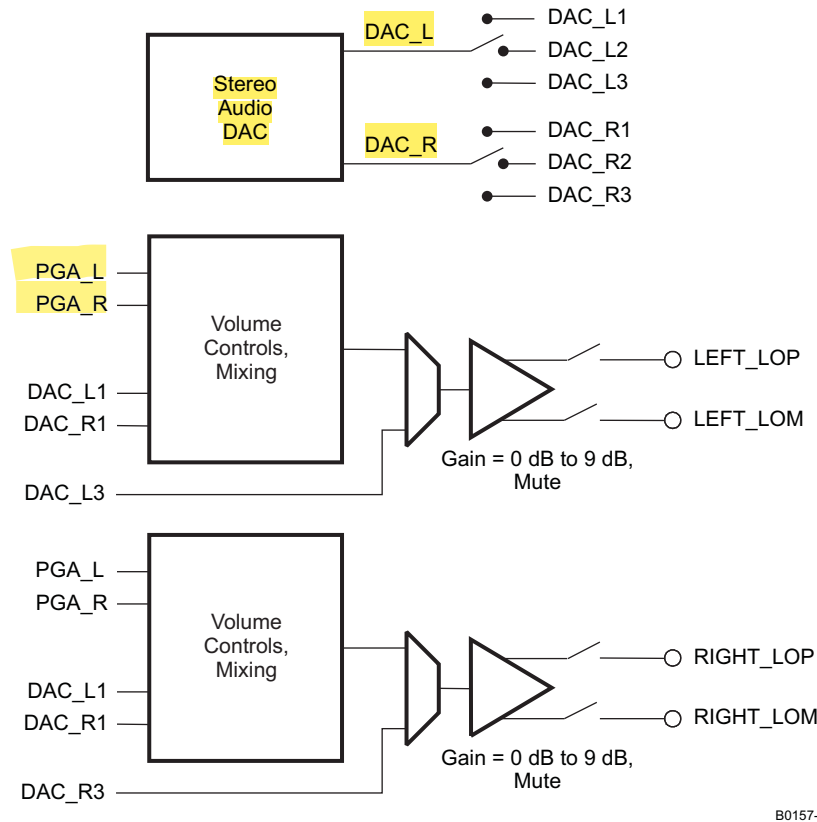 DAC_L1
DAC_L
DAC_L2
Stereo
Audio
DAC
DAC_L3
DAC_R1
DAC_R
DAC_R2
DAC_R3
PGA_L
PGA_R
Volume
Controls,
Mixing
DAC_L1
DAC_R1
LEFT_LOP
LEFT_LOM
Gain = 0 dB to 9 dB,
Mute
DAC_L3
PGA_L
PGA_R
Volume
Controls,
Mixing
DAC_L1
DAC_R1
RIGHT_LOP
RIGHT_LOM
Gain = 0 dB to 9 dB,
Mute
DAC_R3
B0157-